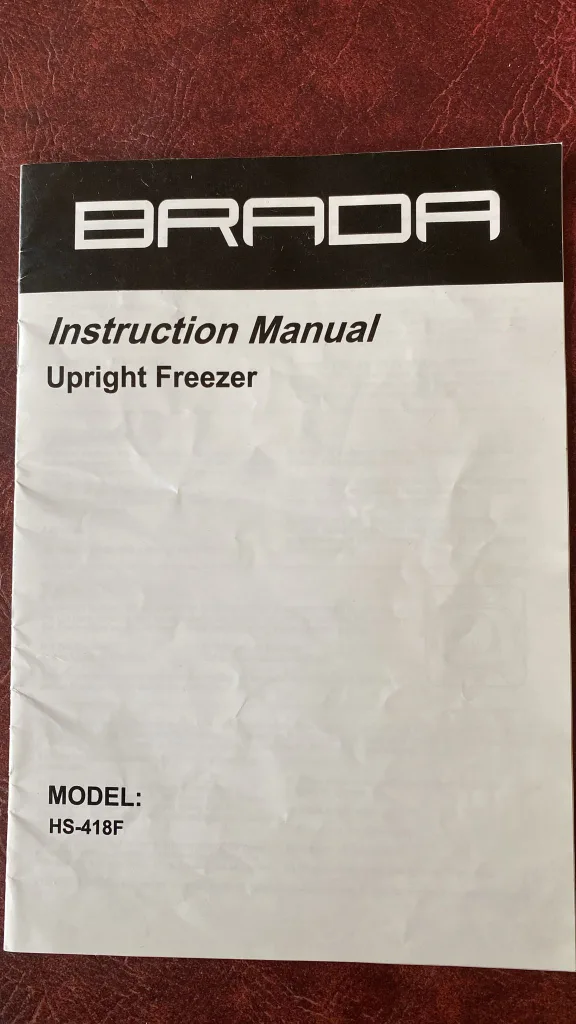 BRADA
Instruction Manual
Upright Freezer
MODEL:
HS-418F